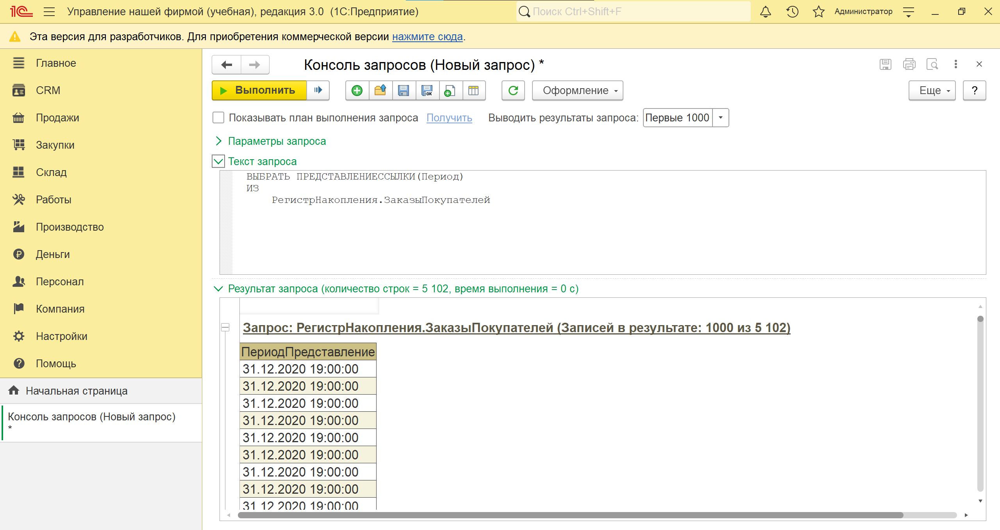 Управление нашей фирмой (учебная), редакция 3.0 (1С:Предприятие)
Поиск Ctrl+Shift+F
Администратор
Эта версия для разработчиков. Для приобретения коммерческой версии нажмите сюда.
Главное
CRM
Продажи
Закупки
Склад
Работы
Производство
Деньги
Персонал
Компания
Настройки
Помощь
Начальная страница
Консоль запросов (Новый запрос)
*
Консоль запросов (Новый запрос) *
Выполнить
Оформление
Еще
?
Показывать план выполнения запроса Получить Выводить результаты запроса: Первые 1000
Параметры запроса
Текст запроса
ВЫБРАТЬ ПРЕДСТАВЛЕНИЕССЫЛКИ(Период)
ИЗ
РегистрНакопления.ЗаказыПокупателей
Результат запроса (количество строк = 5 102, время выполнения = 0 с)
Запрос: РегистрНакопления.ЗаказыПокупателей (Записей в результате: 1000 из 5 102)
ПериодПредставление
31.12.2020 19:00:00
31.12.2020 19:00:00
31.12.2020 19:00:00
31.12.2020 19:00:00
31.12.2020 19:00:00
31.12.2020 19:00:00
31.12.2020 19:00:00
31.12.2020 19:00:00
31.12.2020 19:00:00